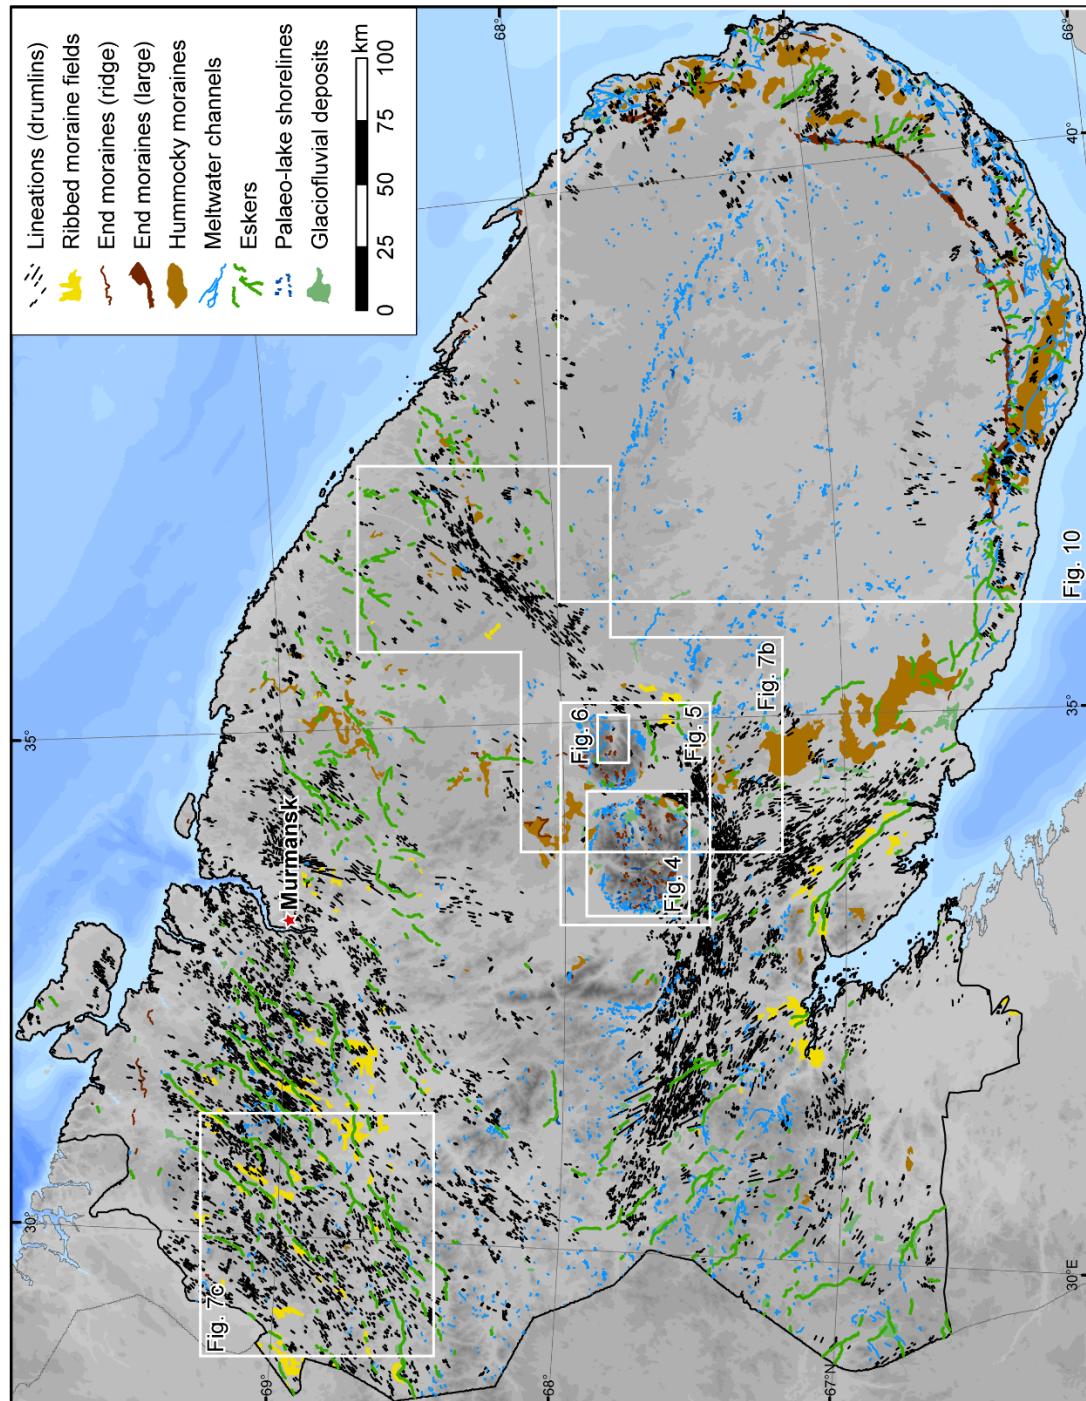 Lineations (drumlins)
Ribbed moraine fields
End moraines (ridge)
End moraines (large)
Hummocky moraines
Meltwater channels
Eskers
Palaeo-lake shorelines
Glaciofluvial deposits
0 25 50 75 100 km
30°
35°
69°
68°
67°N
30°E
35°
40°
68°
67°
66°
Murmansk
Fig. 7c
Fig. 4
Fig. 6
Fig. 5
Fig. 7b
Fig. 10